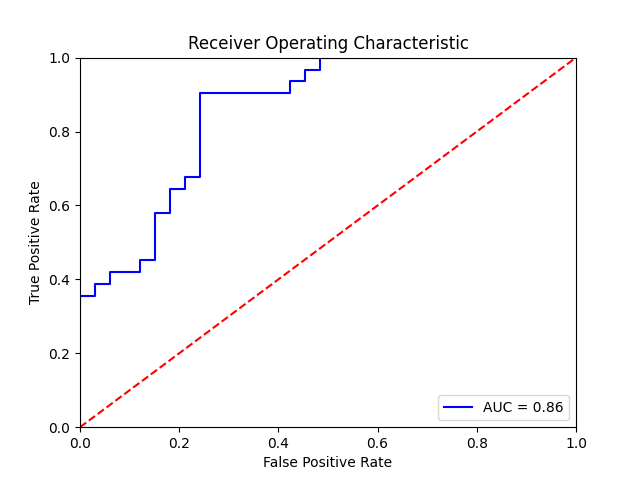 Receiver Operating Characteristic
1.0
0.8
0.6
0.4
0.2
0.0
True Positive Rate
AUC = 0.86
0.0 0.2 0.4 0.6 0.8 1.0
False Positive Rate